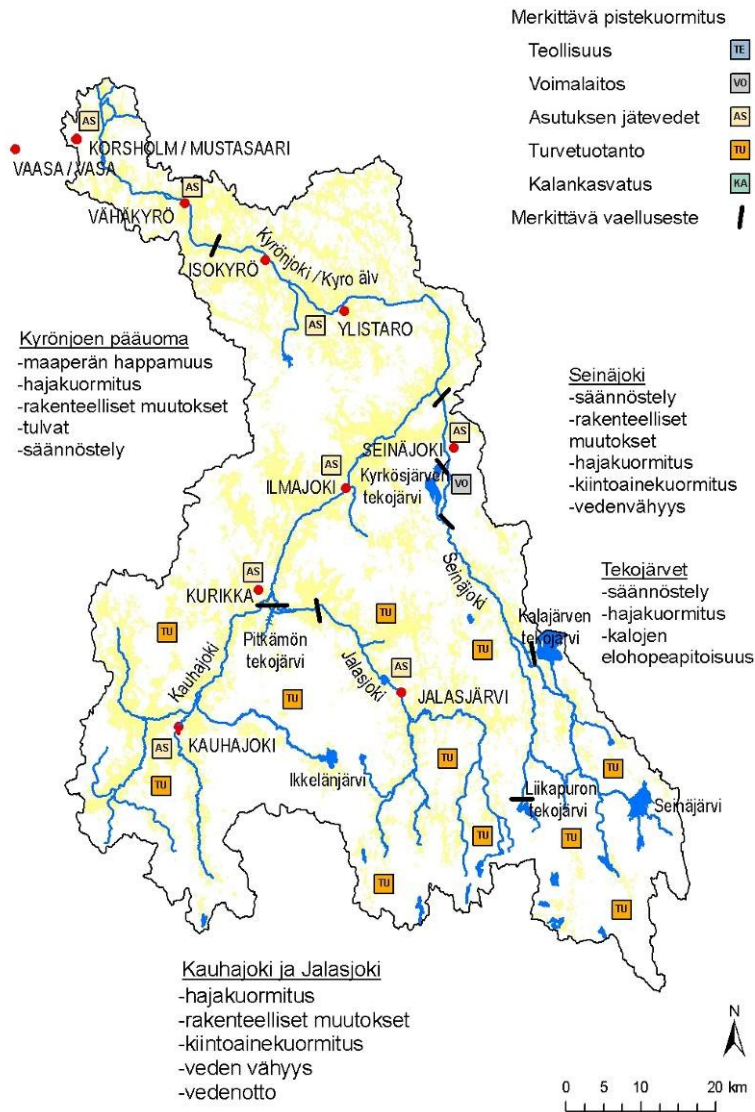 Merkittävä pistekuormitus
Teollisuus TE
Voimalaitos VO
Asutuksen jätevedet AS
Turvetuotanto TU
Kalankasvatus KA
Merkittävä vaelluseste
AS
KORSHOLM / MUSTASAARI
VAASA / VASA
AS
VÄHÄKYRÖ
ISOKYRÖ
Kyrönjoki / Kyro älv
AS
YLISTARO
Kyrönjoen pääuoma
-maaperän happamuus
-hajakuormitus
-rakenteelliset muutokset
-tulvat
-säännöstely
Seinäjoki
-säännöstely
-rakenteelliset
muutokset
-hajakuormitus
-kiintoainekuormitus
-vedenvähyys
AS
SEINÄJOKI
AS
ILMAJOKI
Kyrkösjärven
tekojärvi
VO
Seinäjoki
Tekojärvet
-säännöstely
-hajakuormitus
-kalojen
elohopeapitoisuus
AS
KURIKKA
TU
TU
TU
Pitkämön
tekojärvi
Kalajärven
tekojärvi
Kauhajoki
Jalasjoki
AS
JALASJÄRVI
TU
KAUHAJOKI
AS
TU
Ikkelänjärvi
TU
TU
Liikapuron
tekojärvi
Seinäjärvi
TU
TU
TU
TU
Kauhajoki ja Jalasjoki
-hajakuormitus
-rakenteelliset muutokset
-kiintoainekuormitus
-veden vähyys
-vedenotto
N
0 5 10 20 km